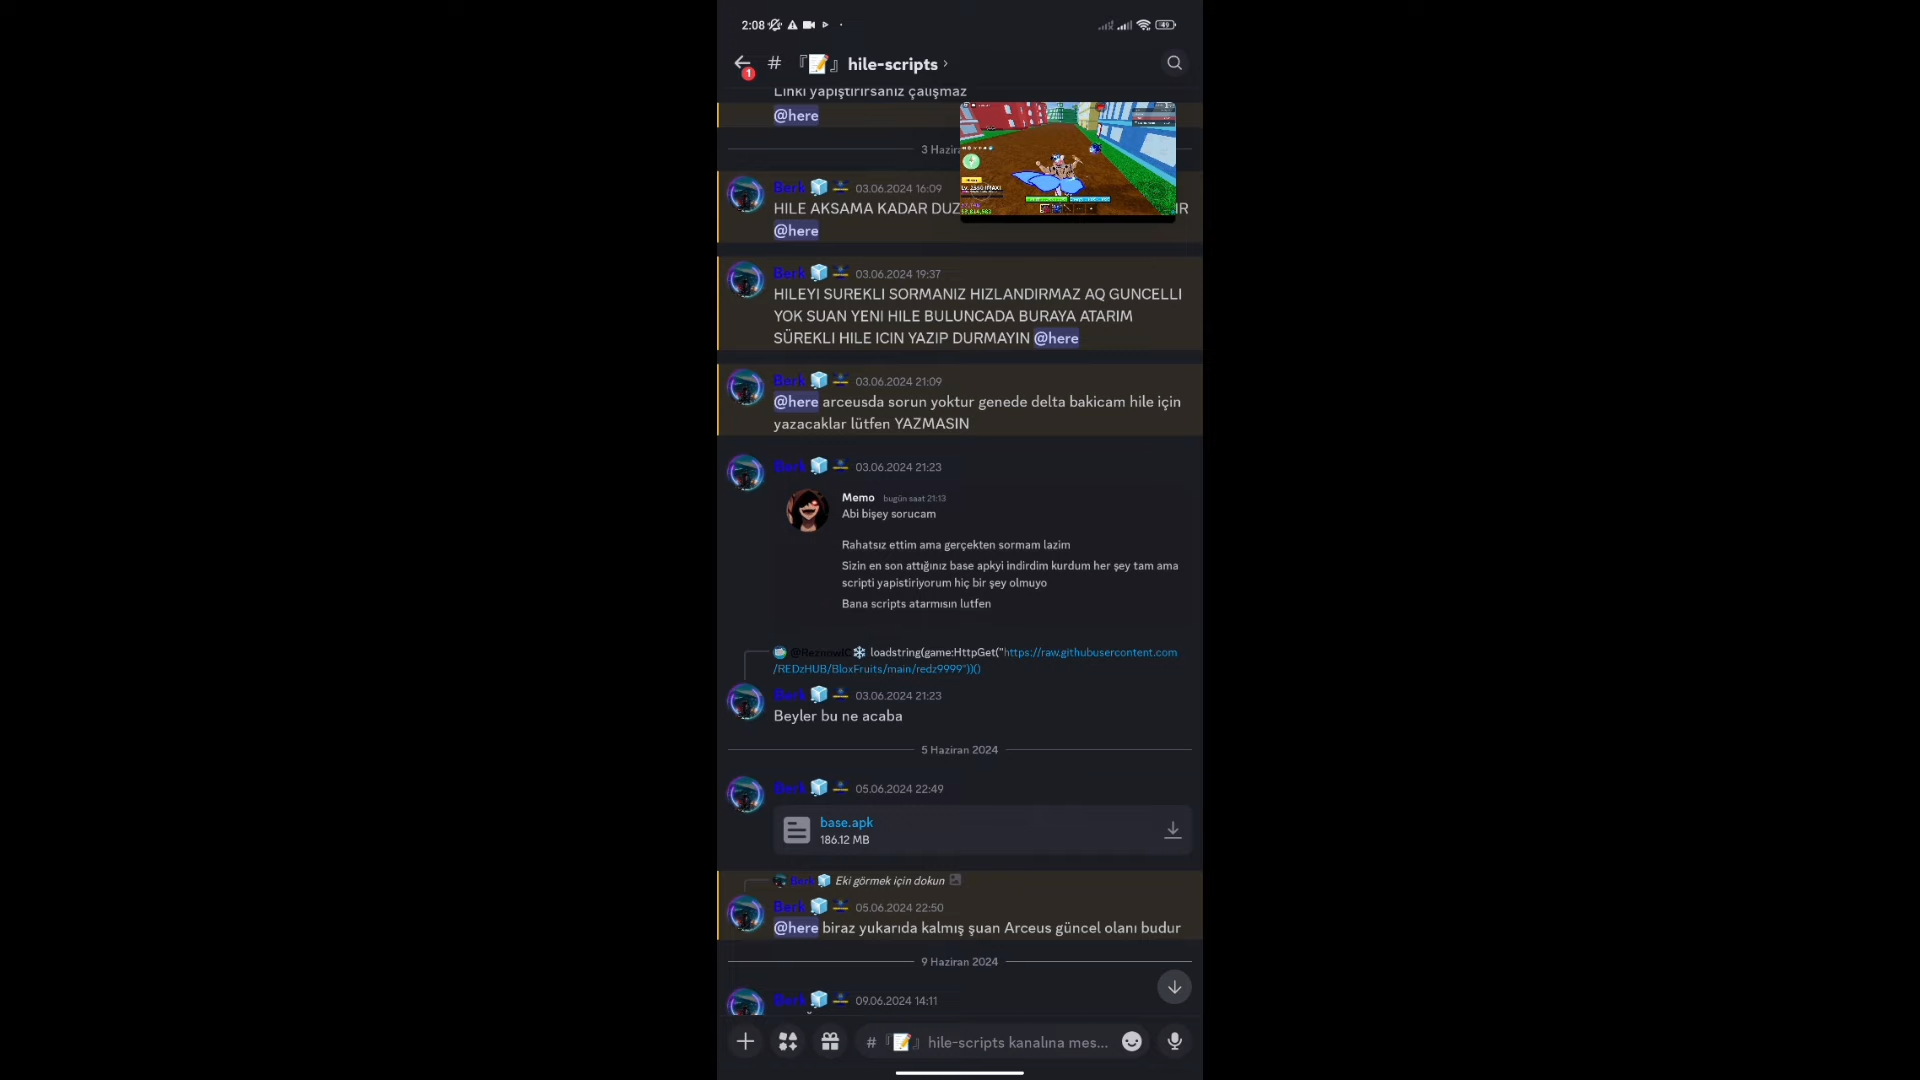 2:08
49
1
# 『📝』 hile-scripts ›
Linki yapıştırırsanız çalışmaz
@here
3 Hazir
Berk 03.06.2024 16:09
HILE AKSAMA KADAR DUZ
@here
Berk 03.06.2024 19:37
HILEYI SUREKLI SORMANIZ HIZLANDIRMAZ AQ GUNCELLI
YOK SUAN YENI HILE BULUNCADA BURAYA ATARIM
SÜREKLI HILE ICIN YAZIP DURMAYIN @here
Berk 03.06.2024 21:09
@here arceusda sorun yoktur genede delta bakicam hile için
yazacaklar lütfen YAZMASIN
Berk 03.06.2024 21:23
Memo bugün saat 21:13
Abi bişey sorucam
Rahatsız ettim ama gerçekten sormam lazim
Sizin en son attığınız base apkyi indirdim kurdum her şey tam ama
scripti yapistiriyorum hiç bir şey olmuyo
Bana scripts atarmısın lutfen
loadstring(game:HttpGet("https://raw.githubusercontent.com
/REDzHUB/BloxFruits/main/redz9999"))()
Berk 03.06.2024 21:23
Beyler bu ne acaba
5 Haziran 2024
Berk 05.06.2024 22:49
base.apk
186.12 MB
Berk Eki görmek için dokun
Berk 05.06.2024 22:50
@here biraz yukarıda kalmış şuan Arceus güncel olanı budur
9 Haziran 2024
Berk 09.06.2024 14:11
# 『📝』 hile-scripts kanalına mes...